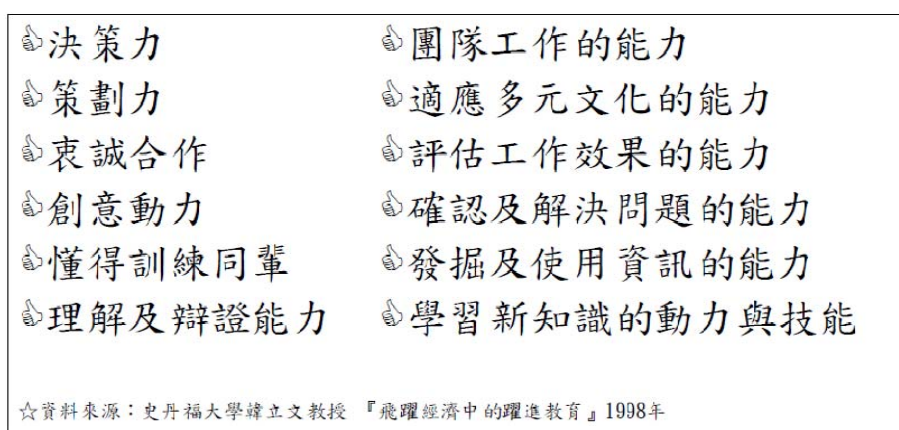 👍決策力
👍策劃力
👍衷誠合作
👍創意動力
👍懂得訓練同輩
👍理解及辯證能力
👍團隊工作的能力
👍適應多元文化的能力
👍評估工作效果的能力
👍確認及解決問題的能力
👍發掘及使用資訊的能力
👍學習新知識的動力與技能
☆資料來源：史丹福大學韓立文教授 『飛躍經濟中的躍進教育』1998年